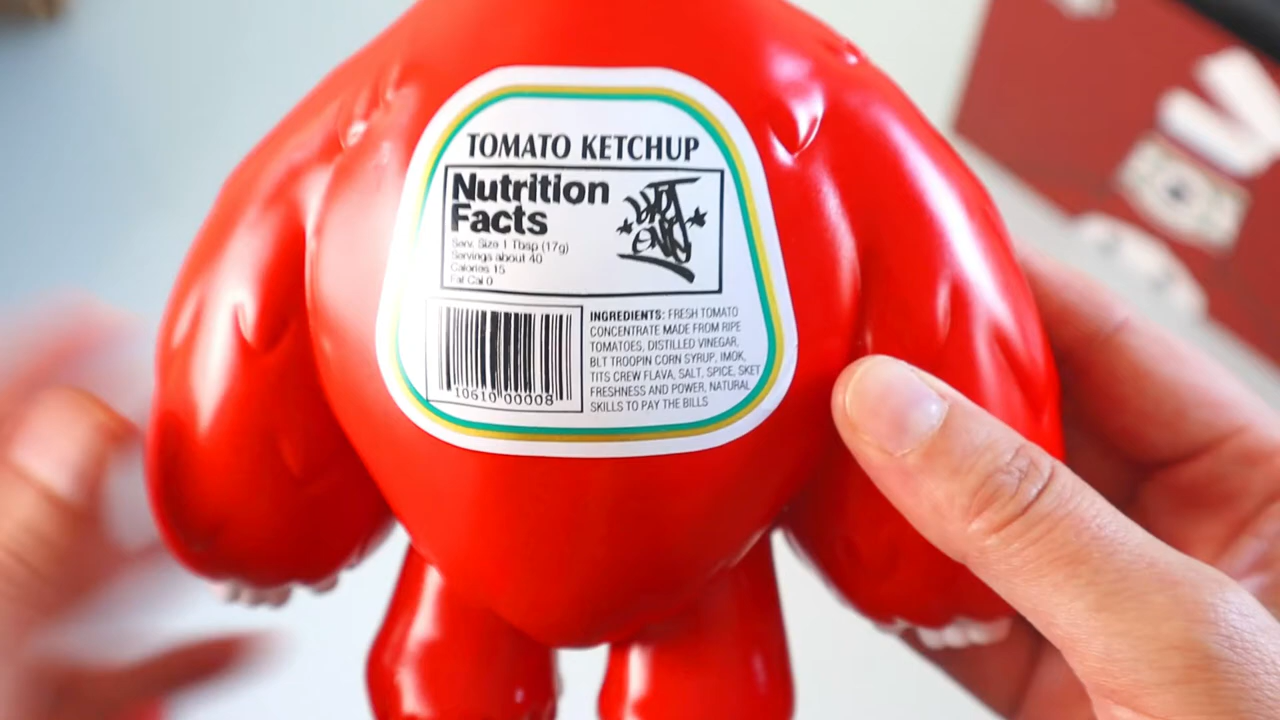 TOMATO KETCHUP
Nutrition
Facts
Serv. Size 1 Tbsp (17g)
Servings about 40
Calories 15
Fat Cal 0
SKET
ONE
INGREDIENTS: FRESH TOMATO
CONCENTRATE MADE FROM RIPE
TOMATOES, DISTILLED VINEGAR,
BLT TROOPIN CORN SYRUP, IMOK,
TITS CREW FLAVA, SALT, SPICE, SKET
FRESHNESS AND POWER, NATURAL
SKILLS TO PAY THE BILLS
10610 00008